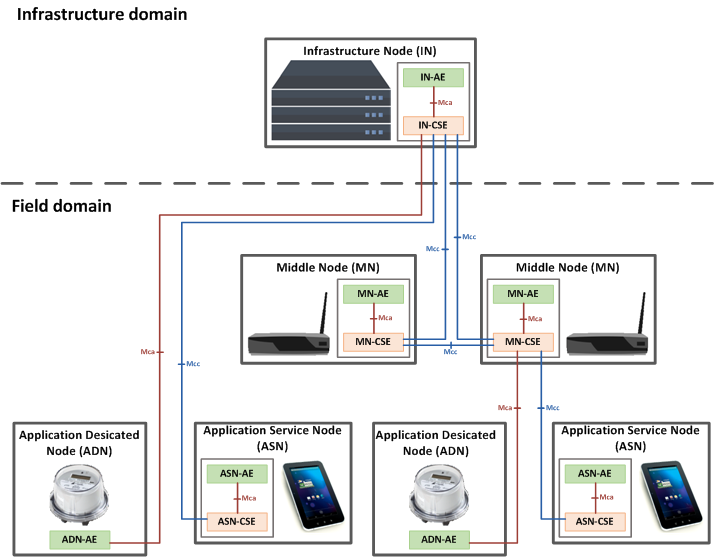 Infrastructure domain
Infrastructure Node (IN)
IN-AE
Mca
IN-CSE
Field domain
Mcc
Mcc
Middle Node (MN)
MN-AE
Mca
MN-CSE
Mcc
Middle Node (MN)
MN-AE
Mca
MN-CSE
Mca
Mcc
Mca
Mcc
Application Desicated
Node (ADN)
ADN-AE
Application Service Node
(ASN)
ASN-AE
Mca
ASN-CSE
Application Desicated
Node (ADN)
ADN-AE
Application Service Node
(ASN)
ASN-AE
Mca
ASN-CSE